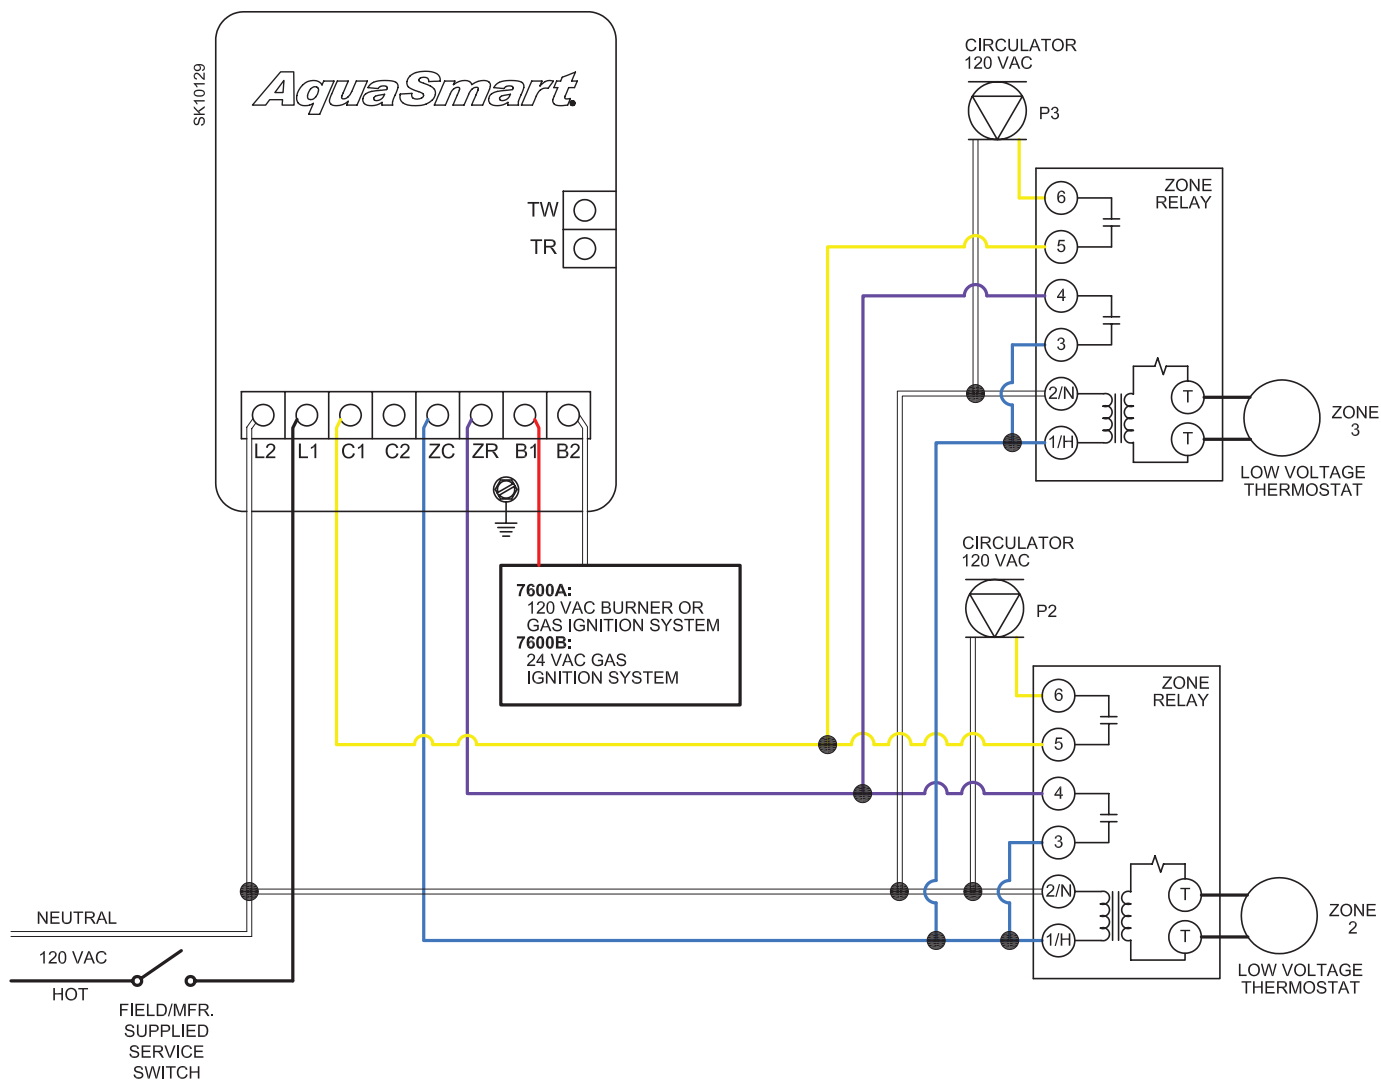 SK10129
AquaSmart
TW
TR
L2 L1 C1 C2 ZC ZR B1 B2
7600A:
120 VAC BURNER OR
GAS IGNITION SYSTEM
7600B:
24 VAC GAS
IGNITION SYSTEM
NEUTRAL
120 VAC
HOT
FIELD/MFR.
SUPPLIED
SERVICE
SWITCH
CIRCULATOR
120 VAC
P3
ZONE
RELAY
6
5
4
3
2/N
1/H
T
T
ZONE
3
LOW VOLTAGE
THERMOSTAT
CIRCULATOR
120 VAC
P2
ZONE
RELAY
6
5
4
3
2/N
1/H
T
T
ZONE
2
LOW VOLTAGE
THERMOSTAT